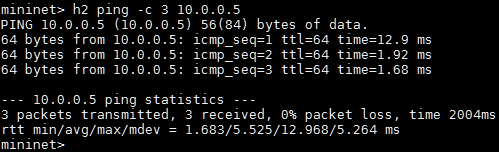 mininet> h2 ping -c 3 10.0.0.5
PING 10.0.0.5 (10.0.0.5) 56(84) bytes of data.
64 bytes from 10.0.0.5: icmp_seq=1 ttl=64 time=12.9 ms
64 bytes from 10.0.0.5: icmp_seq=2 ttl=64 time=1.92 ms
64 bytes from 10.0.0.5: icmp_seq=3 ttl=64 time=1.68 ms
--- 10.0.0.5 ping statistics ---
3 packets transmitted, 3 received, 0% packet loss, time 2004ms
rtt min/avg/max/mdev = 1.683/5.525/12.968/5.264 ms
mininet>